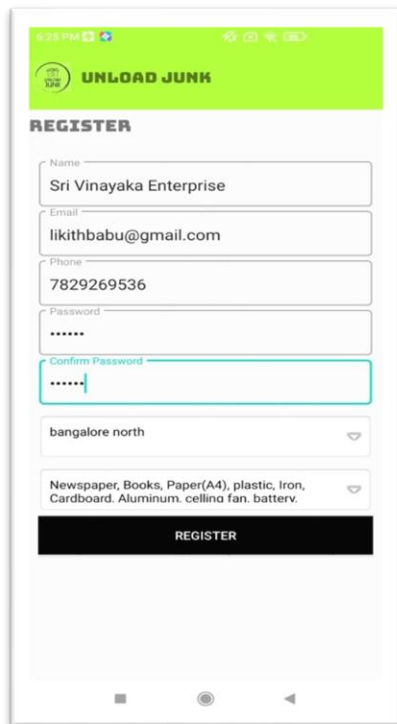 5:25 PM
UNLOAD JUNK
REGISTER
Name
Sri Vinayaka Enterprise
Email
likithbabu@gmail.com
Phone
7829269536
Password
••••••
Confirm Password
••••••
bangalore north
Newspaper, Books, Paper(A4), plastic, Iron,
Cardboard, Aluminum, celling fan, battery,
REGISTER